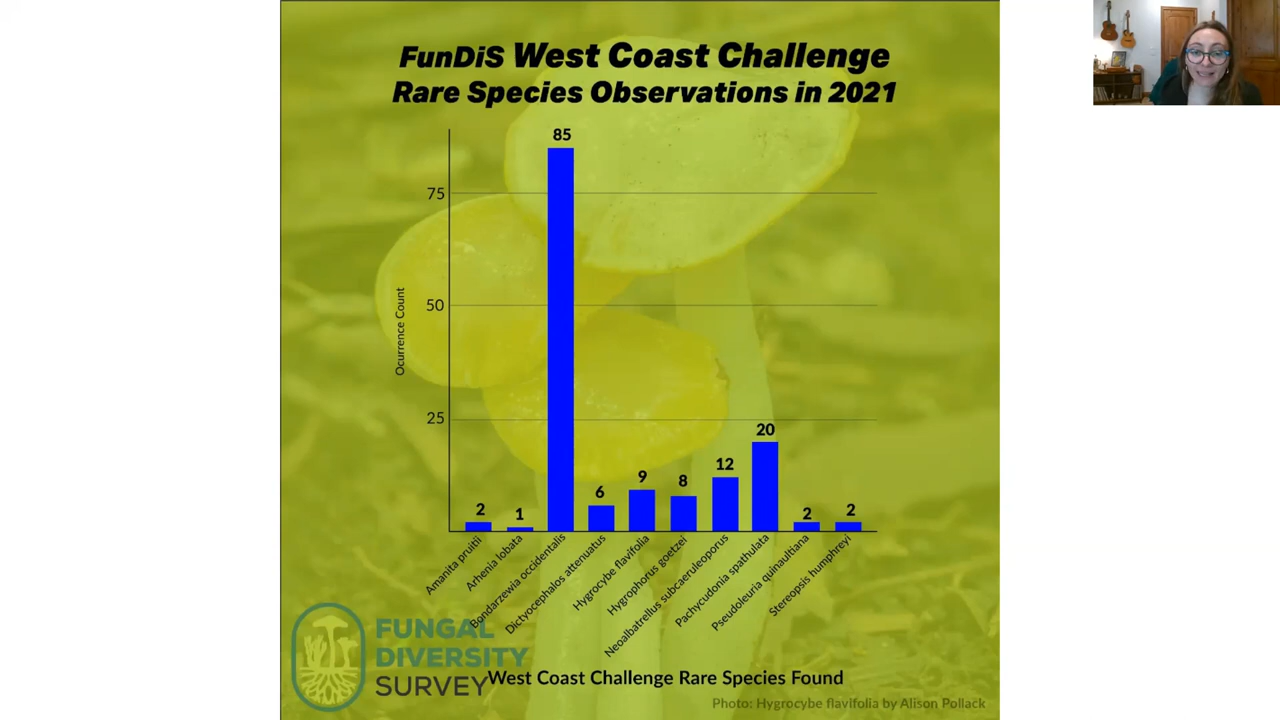 FunDiS West Coast Challenge
Rare Species Observations in 2021
85
75
50
25
Ocurrence Count
2
1
6
9
8
12
20
2
2
Amanita pruitii
Arhenia lobata
Bondarzewia occidentalis
Dictyocephalos attenuatus
Hygrocybe flavifolia
Hygrophorus goetzei
Neoalbatrellus subcaeruleoporus
Pachycudonia spathulata
Pseudoleuria quinaultiana
Stereopsis humphreyi
FUNGAL
DIVERSITY
SURVEY
West Coast Challenge Rare Species Found
Photo: Hygrocybe flavifolia by Alison Pollack